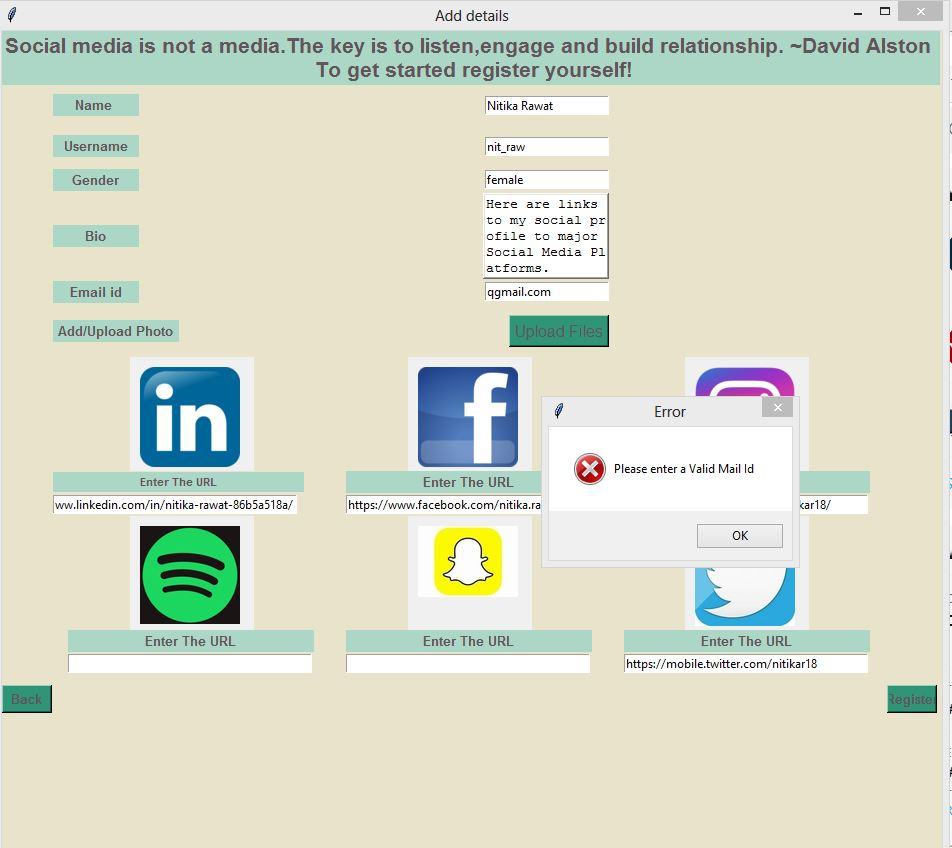 Add details
Social media is not a media.The key is to listen,engage and build relationship. ~David Alston
To get started register yourself!
Name
Nitika Rawat
Username
nit_raw
Gender
female
Bio
Here are links
to my social pr
ofile to major
Social Media Pl
atforms.
Email id
qgmail.com
Add/Upload Photo
Upload Files
in
f
Error
Please enter a Valid Mail Id
OK
Enter The URL
Enter The URL
ww.linkedin.com/in/nitika-rawat-86b5a518a/
https://www.facebook.com/nitika.ra
kar18/
Enter The URL
Enter The URL
Enter The URL
https://mobile.twitter.com/nitikar18
Back
Register